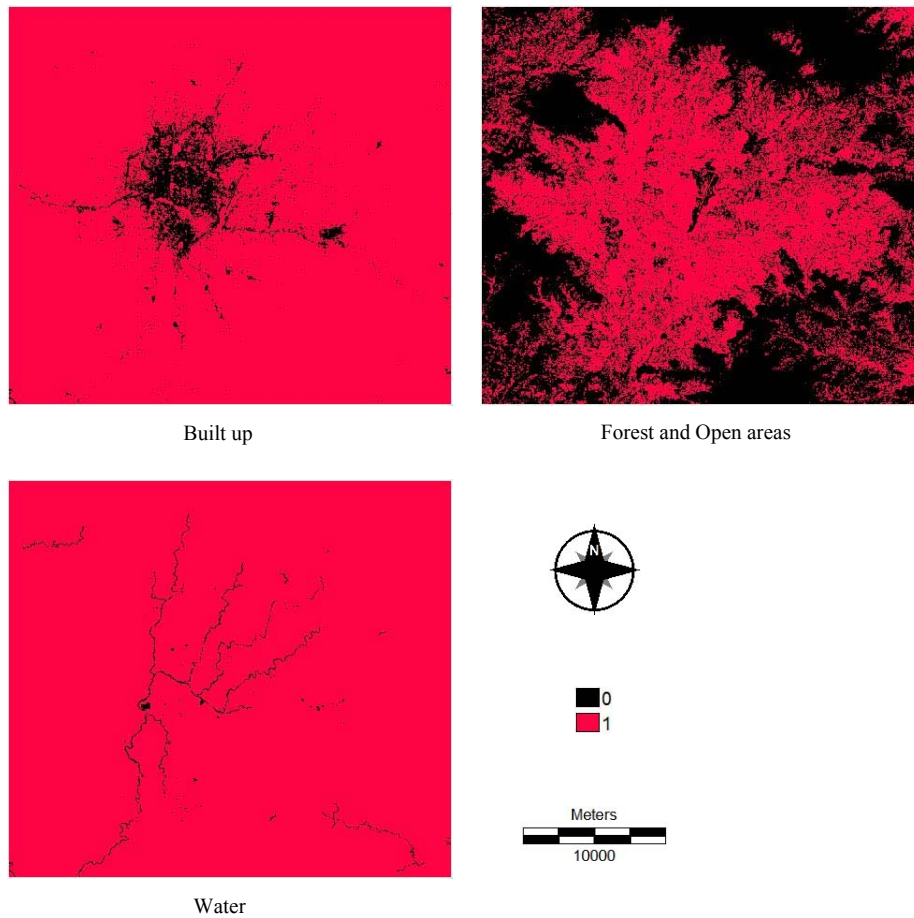 Built up
Forest and Open areas
N
0
1
Meters
10000
Water